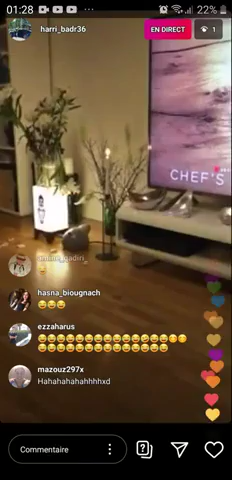 01:28
22%
harri_badr36
EN DIRECT
1
CHEF'S
hasna_biougnach
😂😂😂
ezzaharus
mazouz297x
Hahahahahahhhhxd
Commentaire